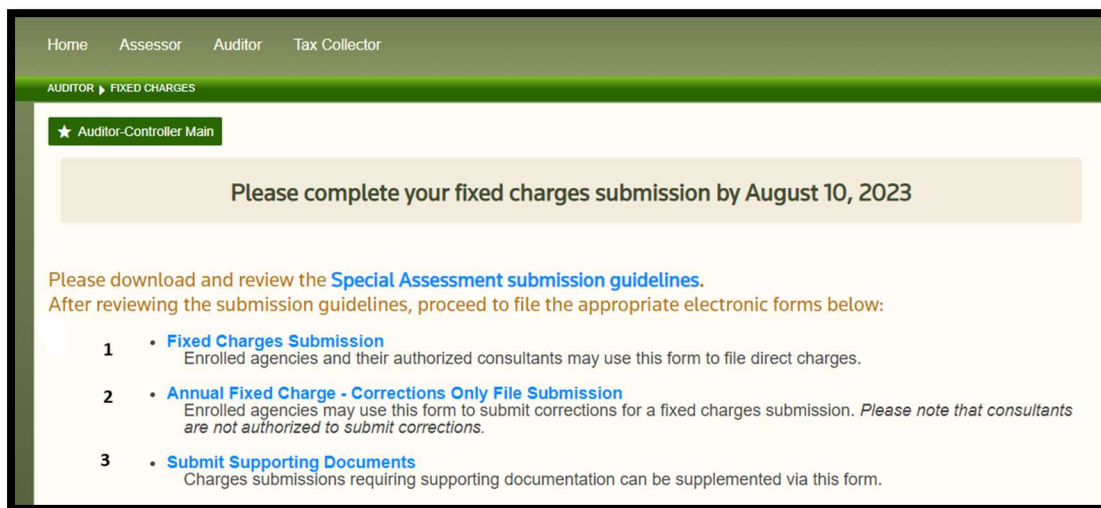 Home Assessor Auditor Tax Collector
AUDITOR FIXED CHARGES
Auditor-Controller Main
Please complete your fixed charges submission by August 10, 2023
Please download and review the Special Assessment submission guidelines.
After reviewing the submission guidelines, proceed to file the appropriate electronic forms below:
1 • Fixed Charges Submission
Enrolled agencies and their authorized consultants may use this form to file direct charges.
2 • Annual Fixed Charge - Corrections Only File Submission
Enrolled agencies may use this form to submit corrections for a fixed charges submission. Please note that consultants
are not authorized to submit corrections.
3 • Submit Supporting Documents
Charges submissions requiring supporting documentation can be supplemented via this form.